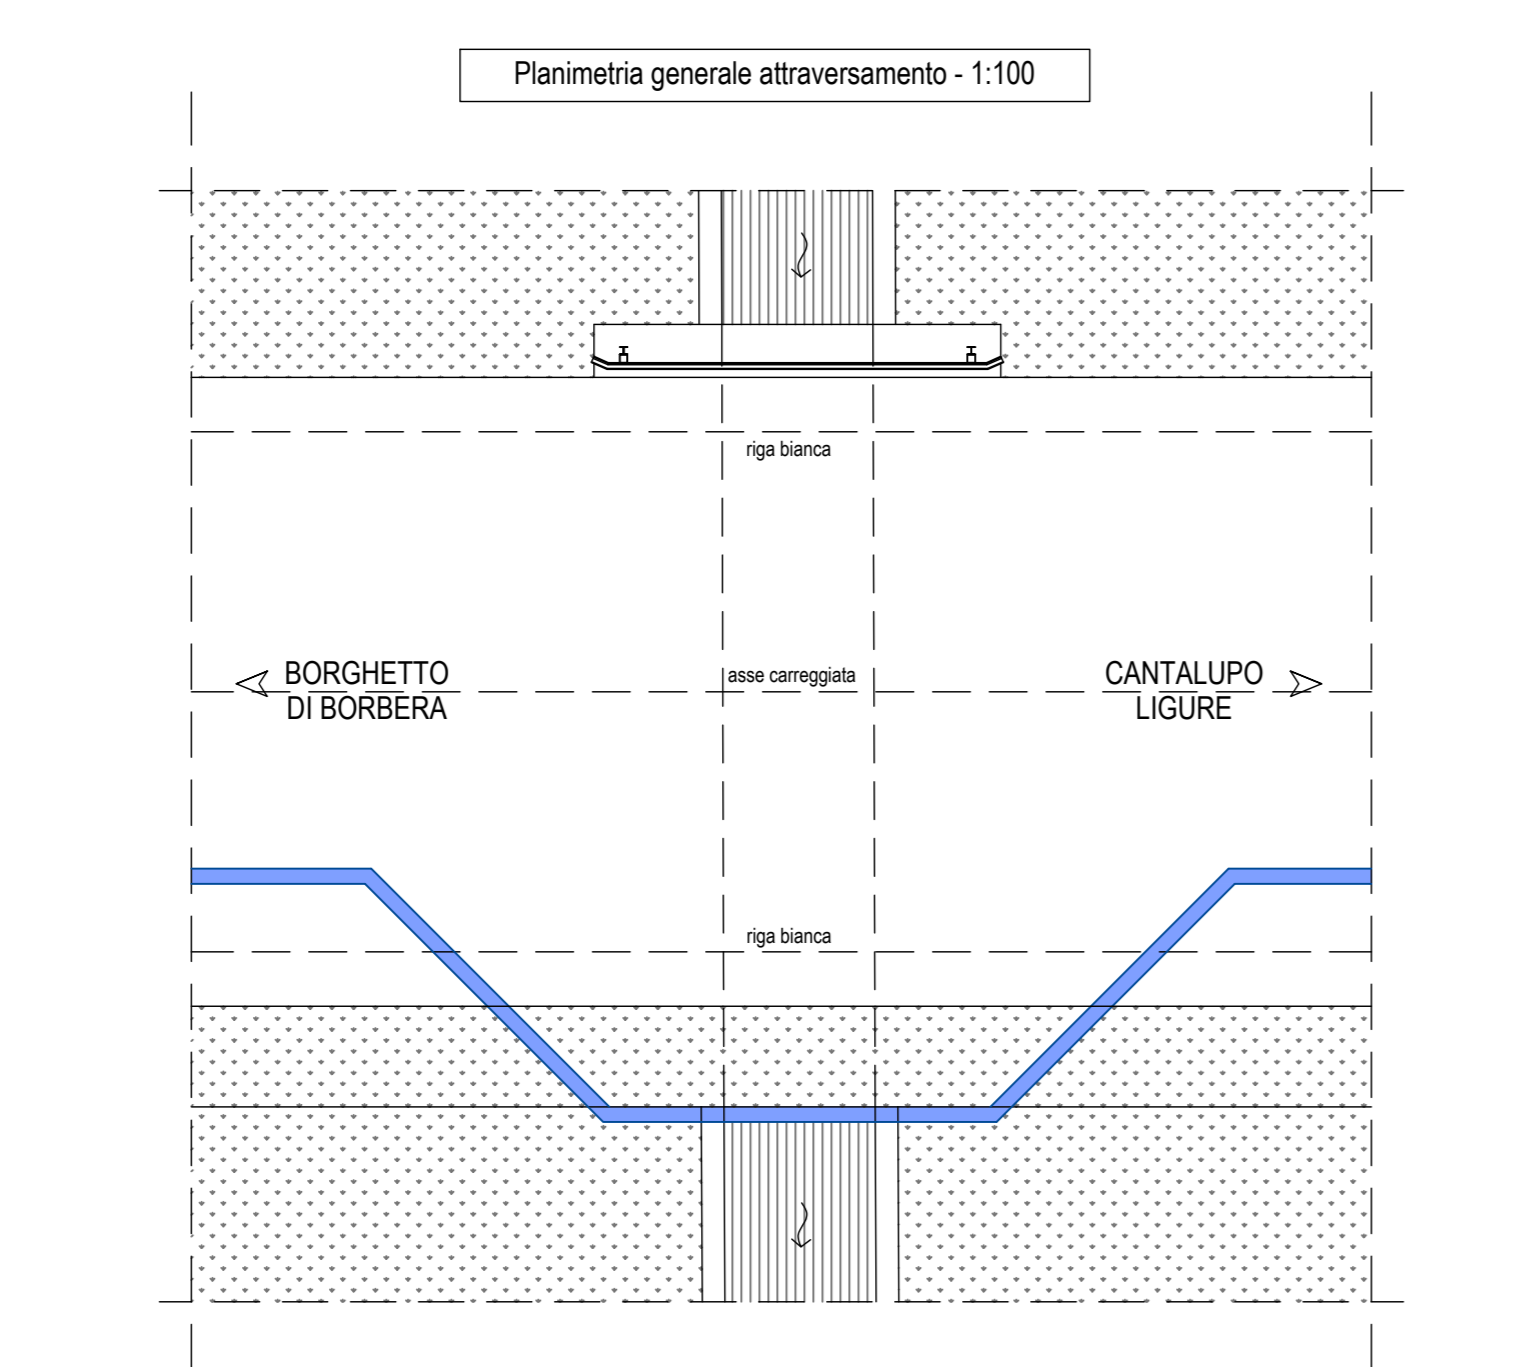 Planimetria generale attraversamento - 1:100
riga bianca
asse carreggiata
BORGHETTO
DI BORBERA
CANTALUPO
LIGURE
riga bianca